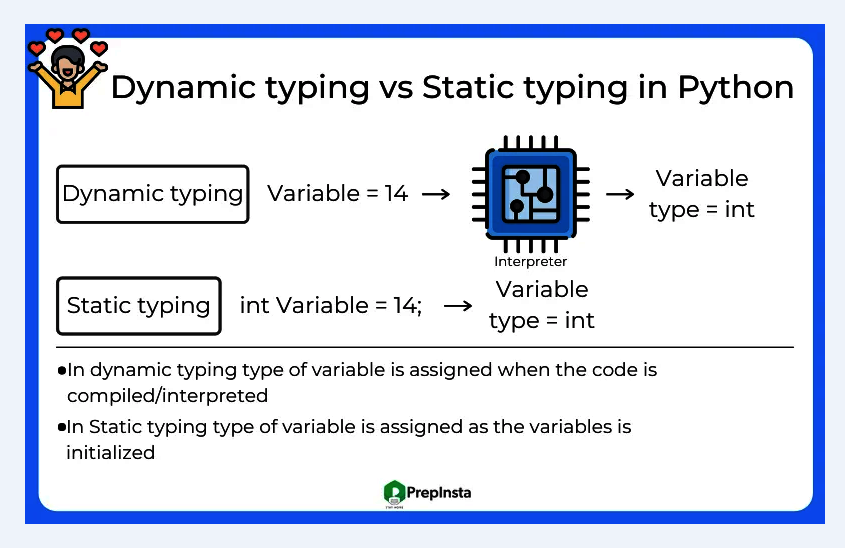 Dynamic typing vs Static typing in Python
Dynamic typing
Variable = 14
Interpreter
Variable
type = int
Static typing
int Variable = 14;
Variable
type = int
•In dynamic typing type of variable is assigned when the code is
compiled/interpreted
•In Static typing type of variable is assigned as the variables is
initialized
PrepInsta